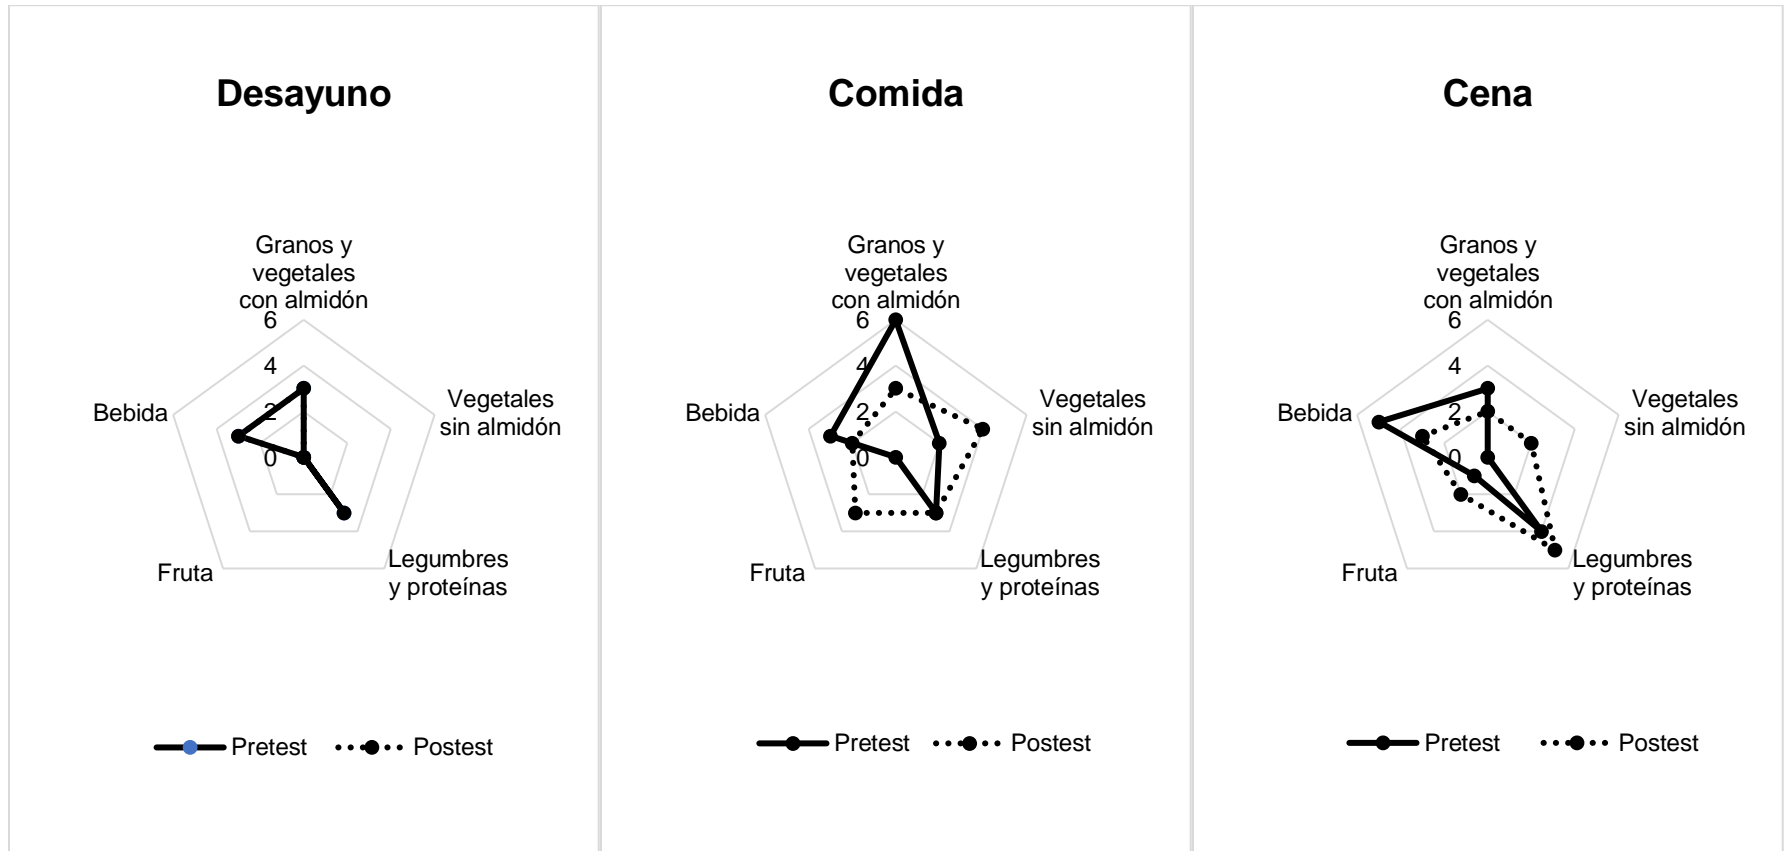 Desayuno
Granos y
vegetales
con almidón
6
4
2
0
Bebida
Vegetales
sin almidón
Fruta
Legumbres
y proteínas
Pretest
Postest
Comida
Granos y
vegetales
con almidón
6
4
2
0
Bebida
Vegetales
sin almidón
Fruta
Legumbres
y proteínas
Pretest
Postest
Cena
Granos y
vegetales
con almidón
6
4
2
0
Bebida
Vegetales
sin almidón
Fruta
Legumbres
y proteínas
Pretest
Postest